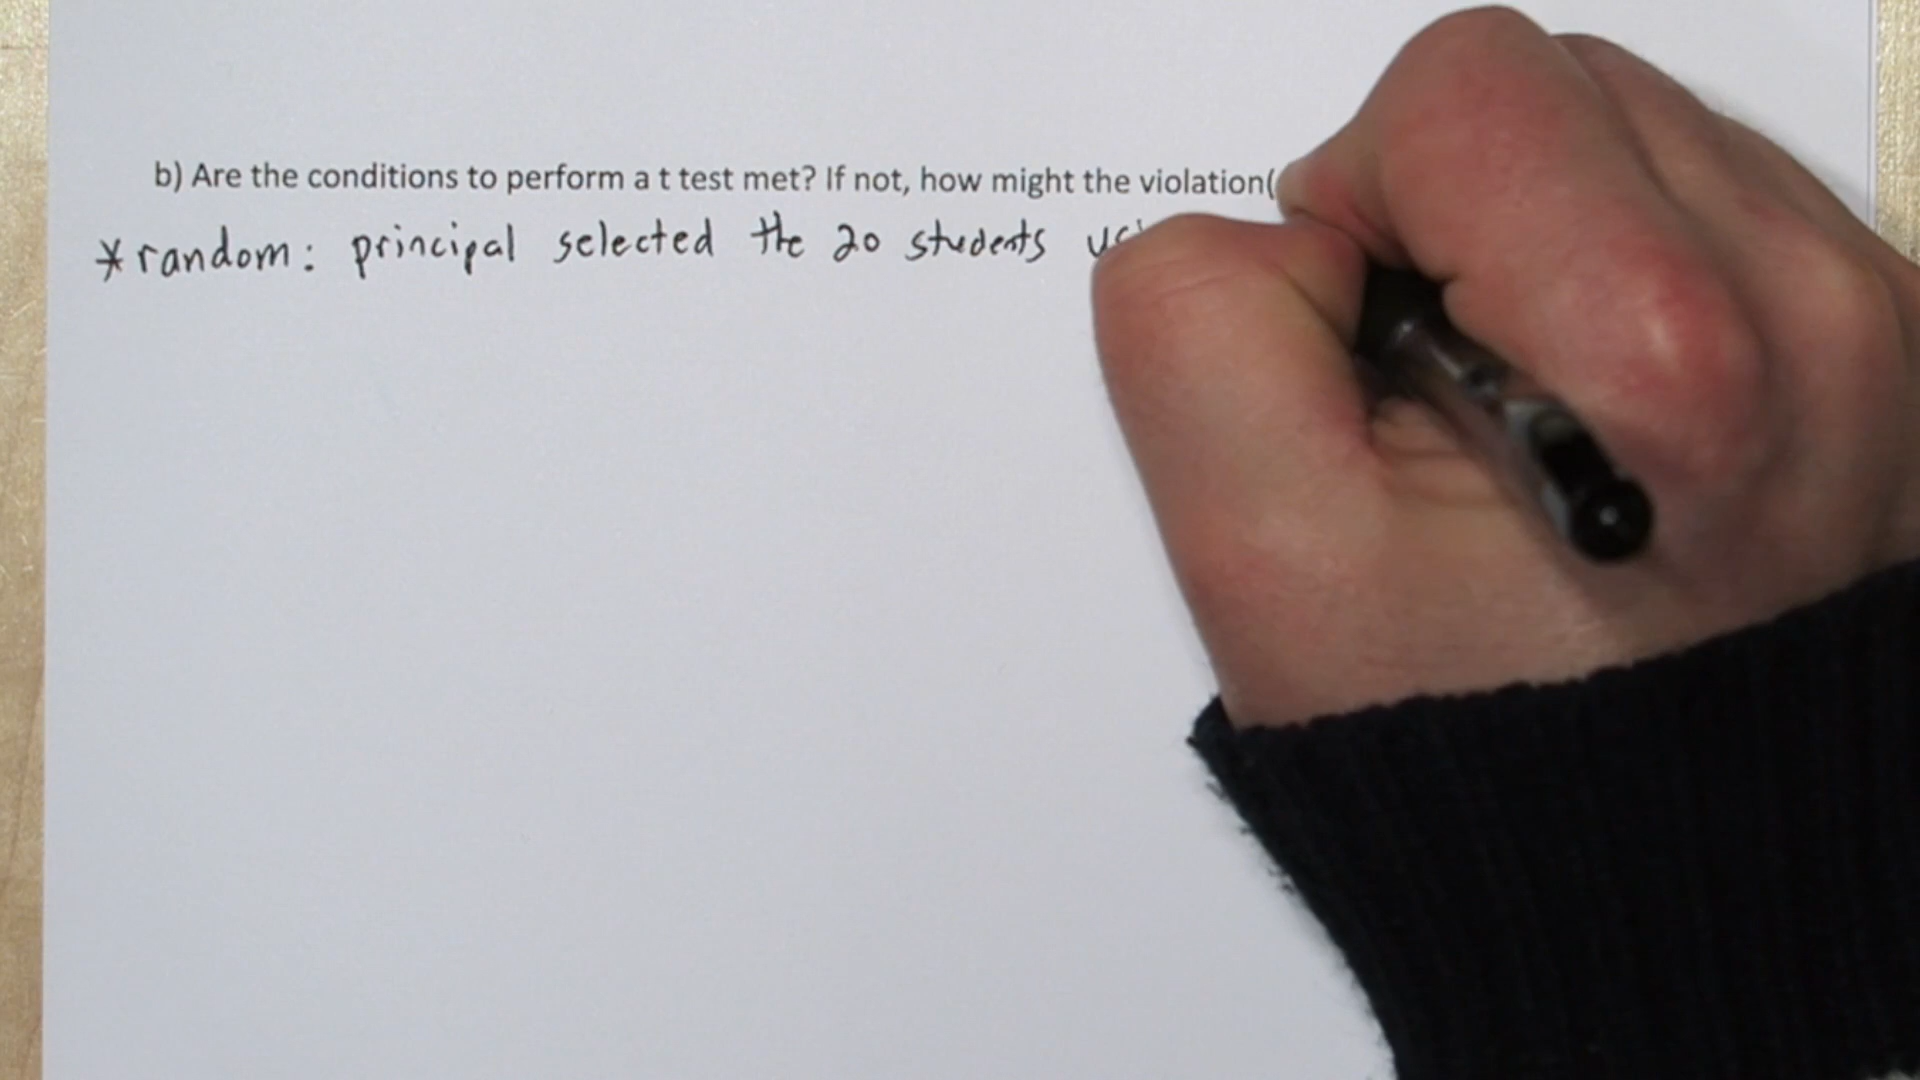 b) Are the conditions to perform a t test met? If not, how might the violation(
*random: principal selected the 20 students